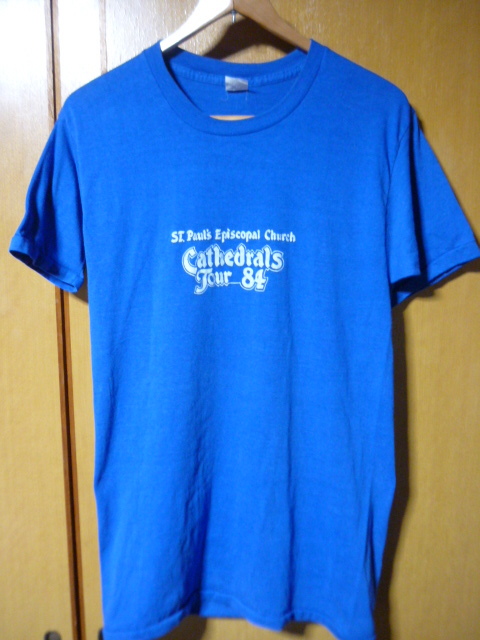 ST. Paul's Episcopal Church
Cathedrals
Tour 84